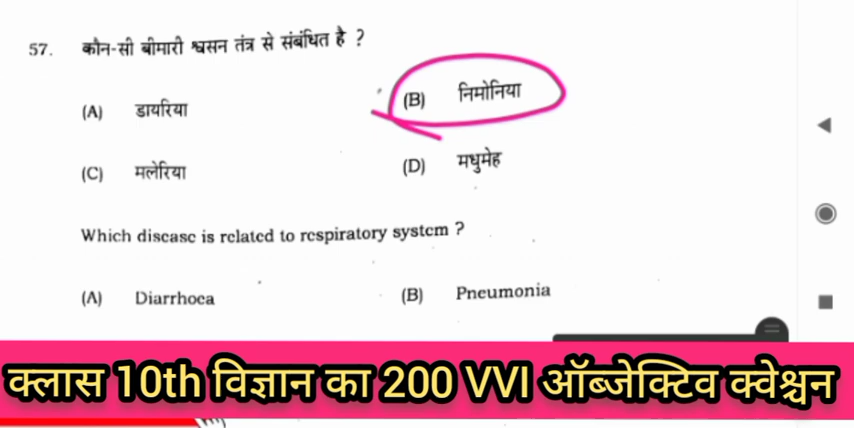 57. कौन-सी बीमारी श्वसन तंत्र से संबंधित है ?
(A) डायरिया (B) निमोनिया
(C) मलेरिया (D) मधुमेह
Which disease is related to respiratory system ?
(A) Diarrhoea (B) Pneumonia
क्लास 10th विज्ञान का 200 VVI ऑब्जेक्टिव क्वेश्चन